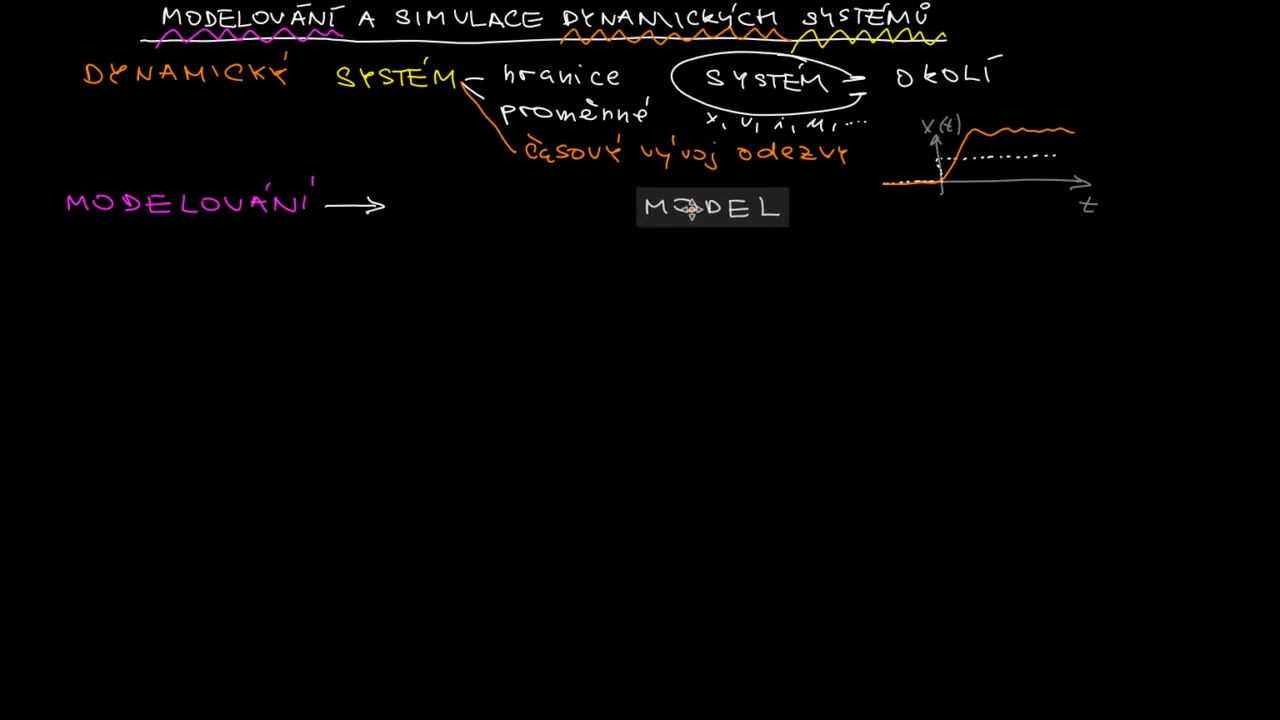 MODELOVÁNÍ A SIMULACE DYNAMICKÝCH SYSTÉMŮ
DYNAMICKÝ SYSTÉM hranice SYSTÉM OKOLÍ
proměnné
x, v, i, u, ...
časový vývoj odezvy
x(t)
t
MODELOVÁNÍ MODEL